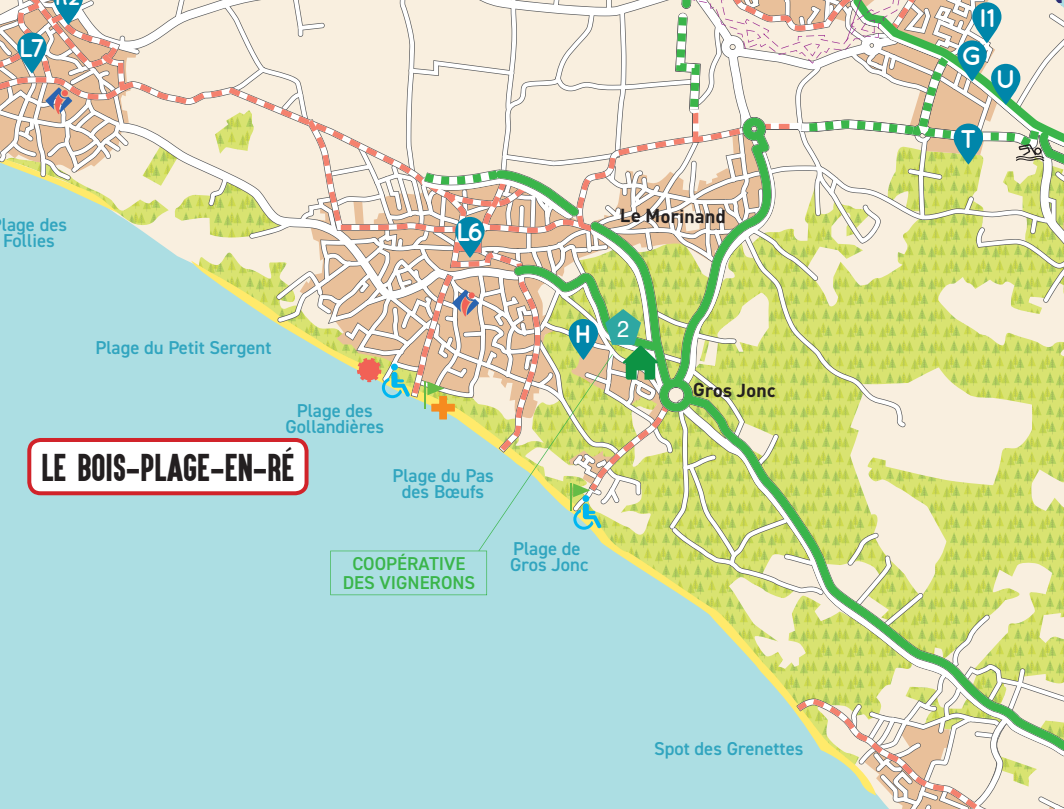 I1
L7
G
U
T
Le Morinand
Plage des
Follies
L6
H
2
Plage du Petit Sergent
Gros Jonc
Plage des
Gollandières
LE BOIS-PLAGE-EN-RÉ
Plage du Pas
des Bœufs
Plage de
Gros Jonc
COOPÉRATIVE
DES VIGNERONS
Spot des Grenettes